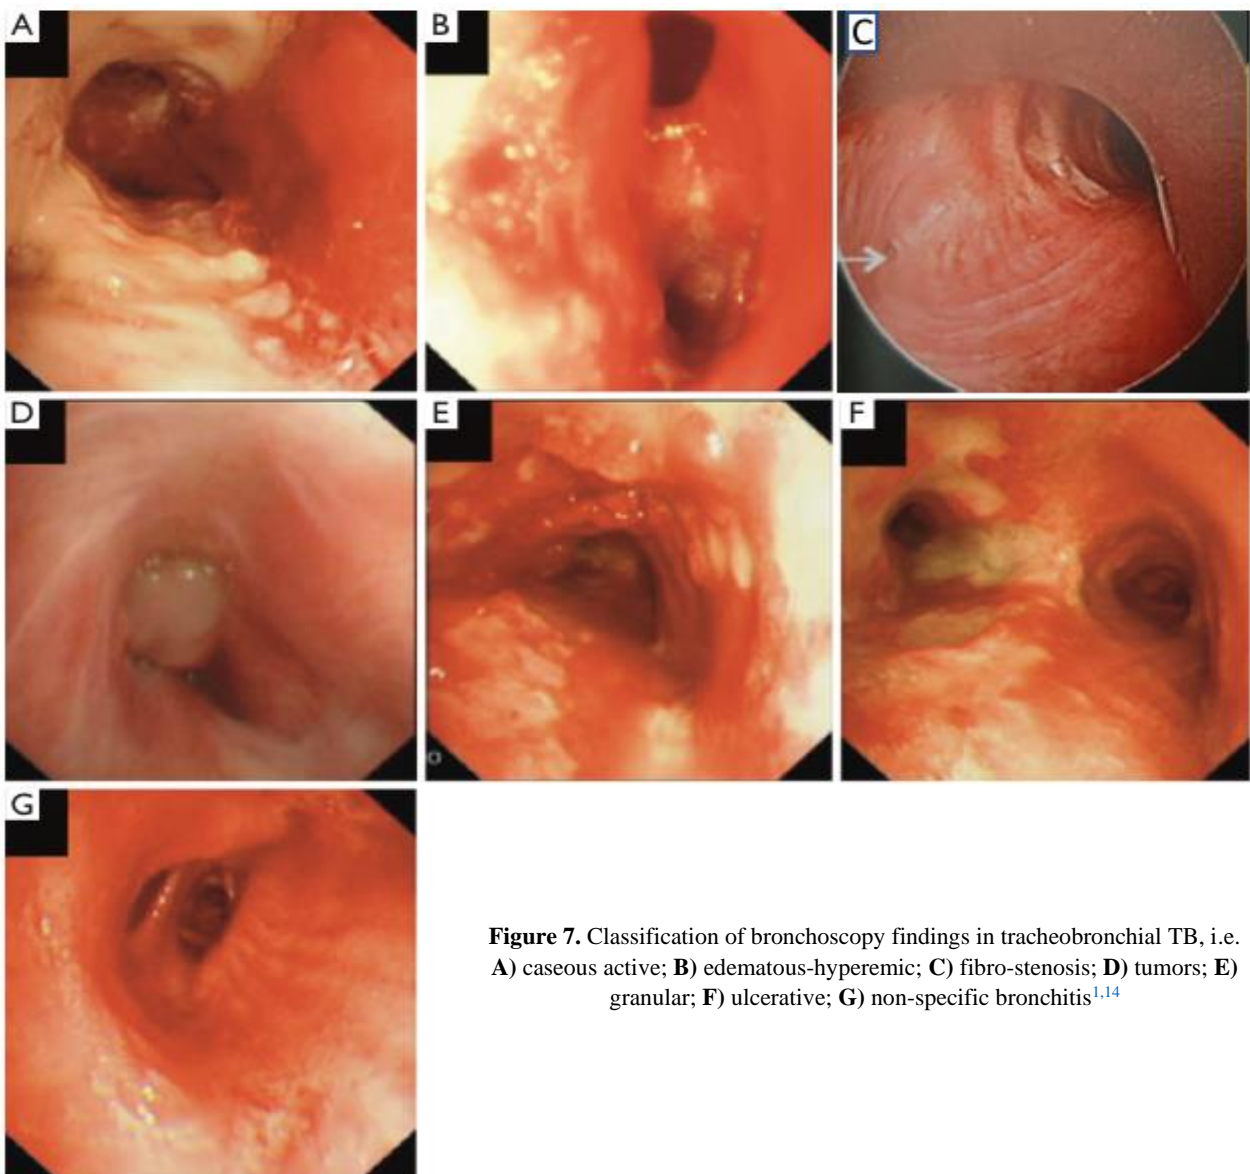 A
B
C
D
E
F
G
Figure 7. Classification of bronchoscopy findings in tracheobronchial TB, i.e.
A) caseous active; B) edematous-hyperemic; C) fibro-stenosis; D) tumors; E)
granular; F) ulcerative; G) non-specific bronchitis1,14